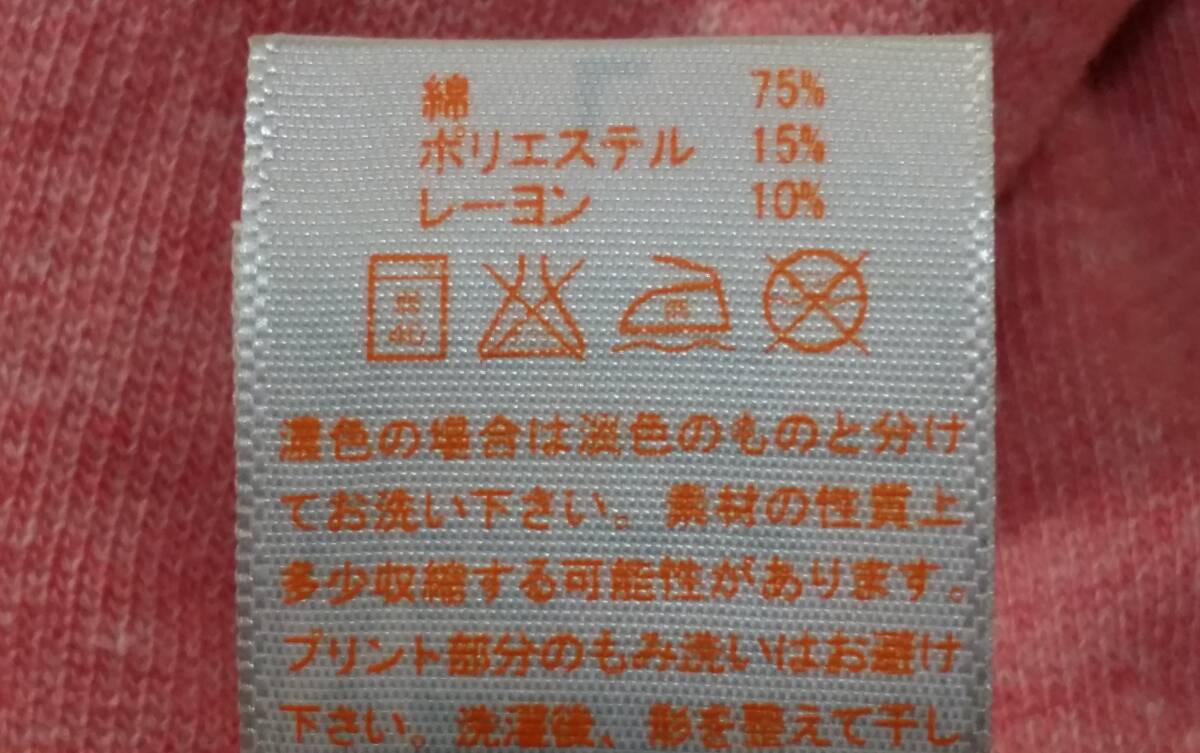 綿 75%
ポリエステル 15%
レーヨン 10%
40
濃色の場合は淡色のものと分け
てお洗い下さい。素材の性質上
多少収縮する可能性があります。
プリント部分のもみ洗いはお避け
下さい。洗濯後、形を整えて干し